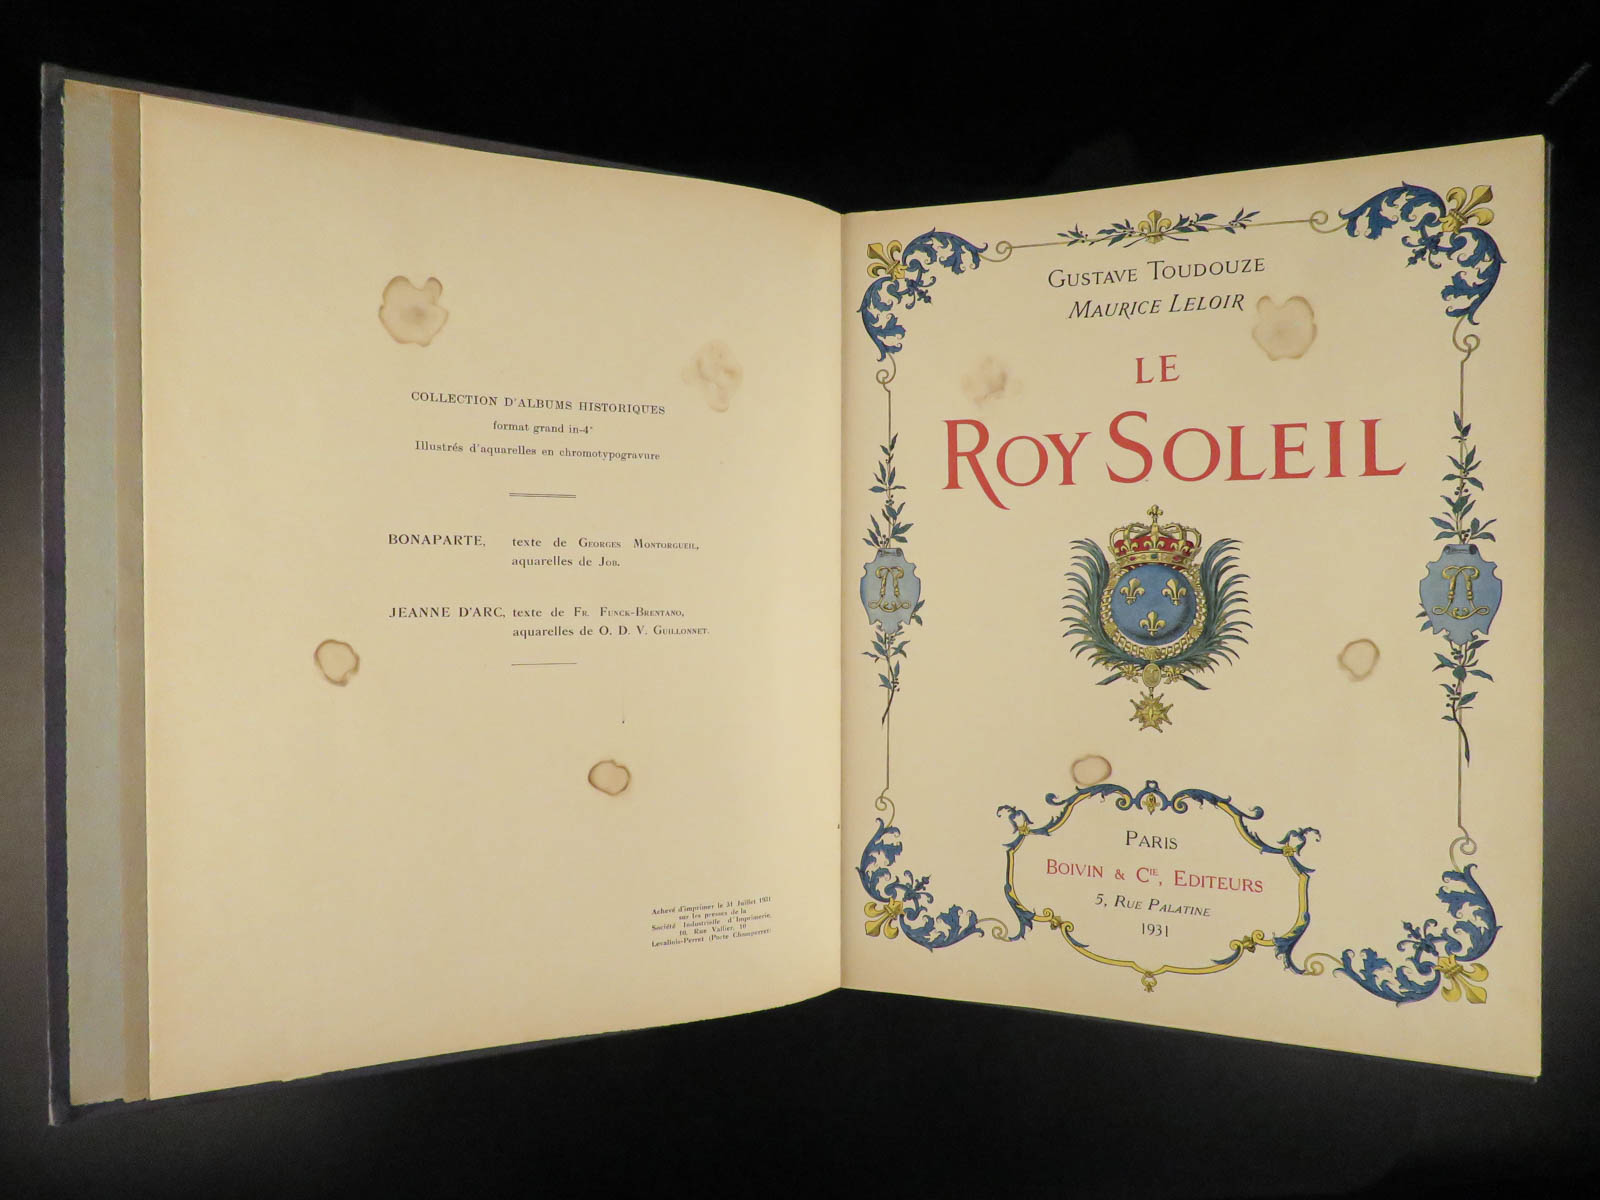 COLLECTION D'ALBUMS HISTORIQUES
format grand in-4°
Illustrés d'aquarelles en chromotypogravure
BONAPARTE, texte de GEORGES MONTORGUEIL,
aquarelles de JOB.
JEANNE D'ARC, texte de FR. FUNCK-BRENTANO,
aquarelles de O. D. V. GUILLONNET.
Achevé d'imprimer le 31 Juillet 1931
sur les presses de la
Société Industrielle d'Imprimerie,
10, Rue Vallier, 10
Levallois-Perret (Porte Champerret)
GUSTAVE TOUDOUZE
MAURICE LELOIR
LE
ROY SOLEIL
PARIS
BOIVIN & CIE, EDITEURS
5, RUE PALATINE
1931